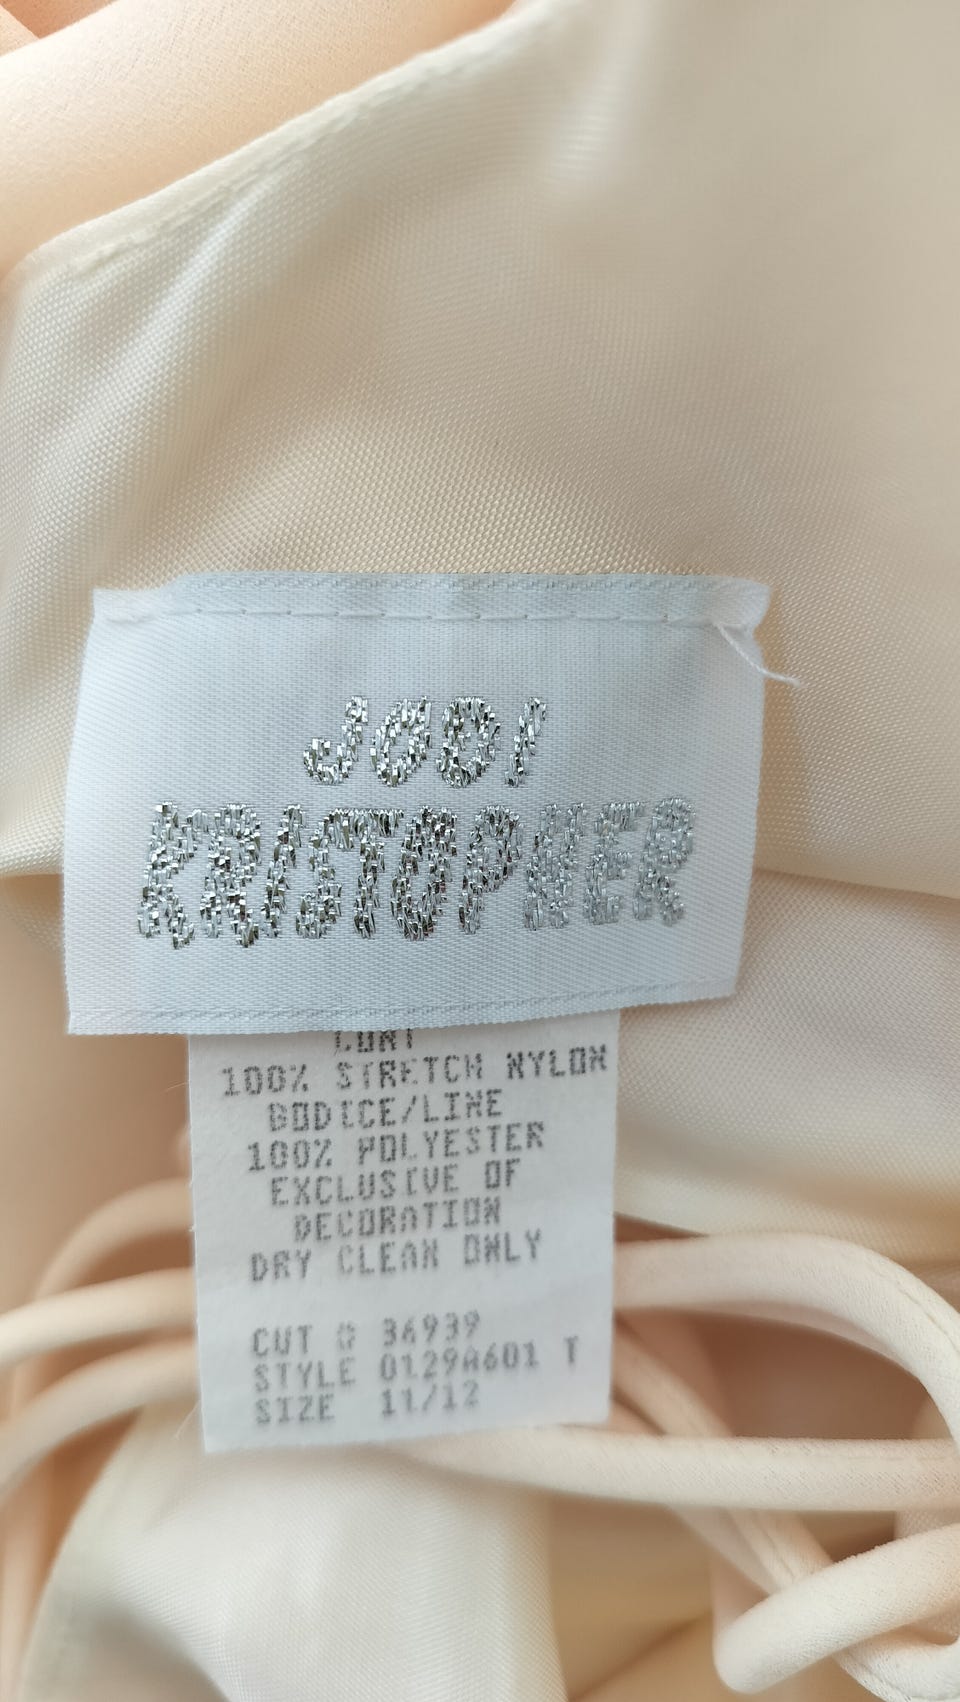 JODI
KRISTOPHER
100% STRETCH NYLON
BODICE/LINE
100% POLYESTER
EXCLUSIVE OF
DECORATION
DRY CLEAN ONLY
CUT @ 36939
STYLE 0129A601 T
SIZE 11/12